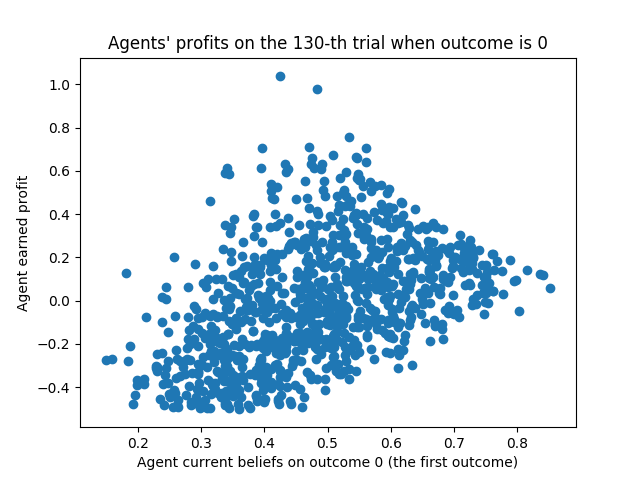 Agents' profits on the 130-th trial when outcome is 0
1.0
0.8
0.6
0.4
0.2
0.0
−0.2
−0.4
Agent earned profit
0.2 0.3 0.4 0.5 0.6 0.7 0.8
Agent current beliefs on outcome 0 (the first outcome)